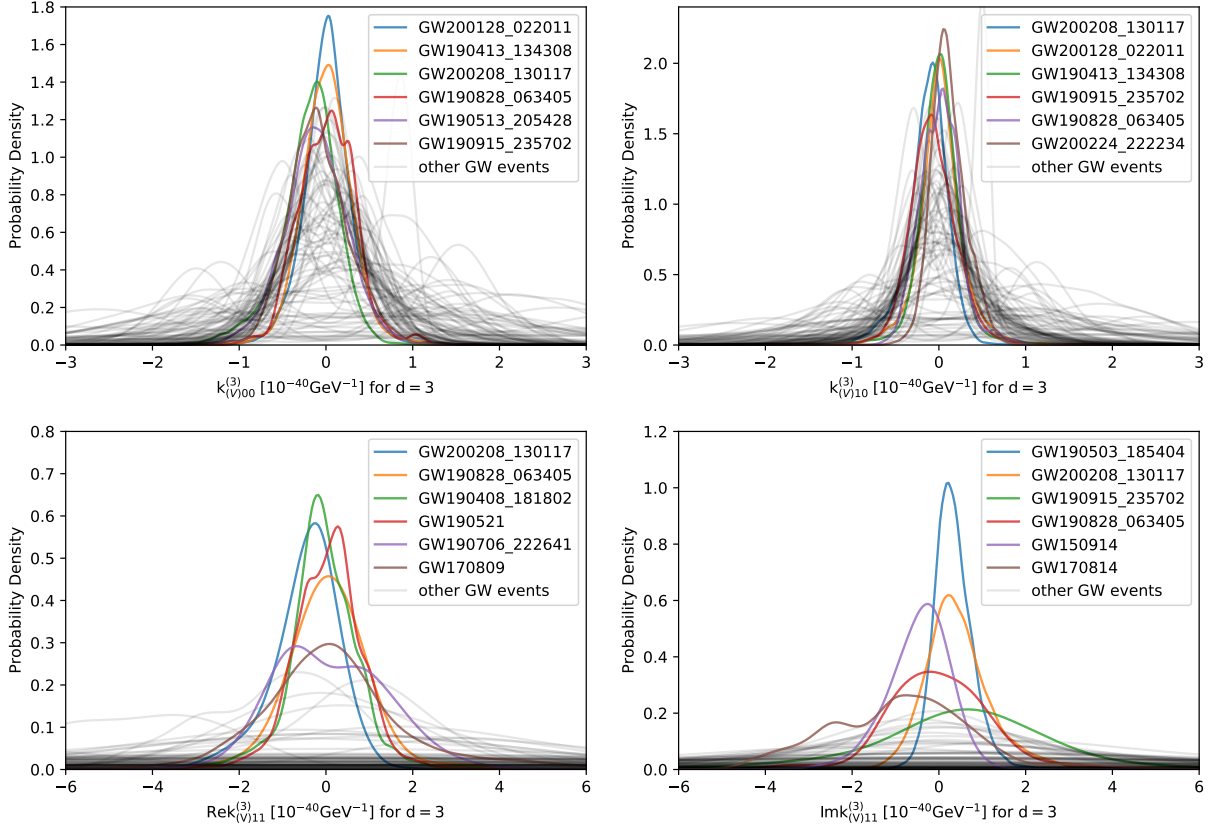 1.8
1.6
1.4
1.2
1.0
0.8
0.6
0.4
0.2
0.0
Probability Density
GW200128_022011
GW190413_134308
GW200208_130117
GW190828_063405
GW190513_205428
GW190915_235702
other GW events
−3 −2 −1 0 1 2 3
k^{(3)}_{(V)00} [10^{−40}GeV^{−1}] for d = 3
2.0
1.5
1.0
0.5
0.0
Probability Density
GW200208_130117
GW200128_022011
GW190413_134308
GW190915_235702
GW190828_063405
GW200224_222234
other GW events
−3 −2 −1 0 1 2 3
k^{(3)}_{(V)10} [10^{−40}GeV^{−1}] for d = 3
0.8
0.7
0.6
0.5
0.4
0.3
0.2
0.1
0.0
Probability Density
GW200208_130117
GW190828_063405
GW190408_181802
GW190521
GW190706_222641
GW170809
other GW events
−6 −4 −2 0 2 4 6
Rek^{(3)}_{(V)11} [10^{−40}GeV^{−1}] for d = 3
1.2
1.0
0.8
0.6
0.4
0.2
0.0
Probability Density
GW190503_185404
GW200208_130117
GW190915_235702
GW190828_063405
GW150914
GW170814
other GW events
−6 −4 −2 0 2 4 6
Imk^{(3)}_{(V)11} [10^{−40}GeV^{−1}] for d = 3